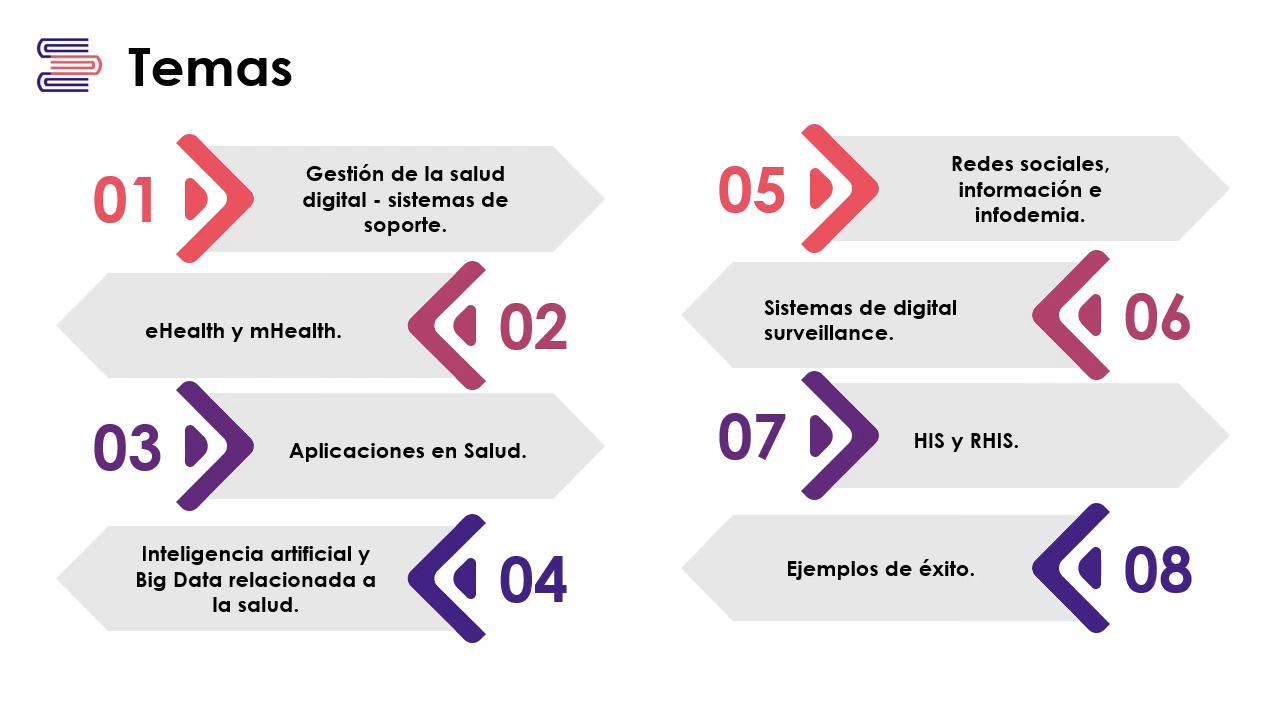 Temas
01
Gestión de la salud
digital - sistemas de
soporte.
eHealth y mHealth.
02
03
Aplicaciones en Salud.
Inteligencia artificial y
Big Data relacionada a
la salud.
04
05
Redes sociales,
información e
infodemia.
Sistemas de digital
surveillance.
06
07
HIS y RHIS.
Ejemplos de éxito.
08